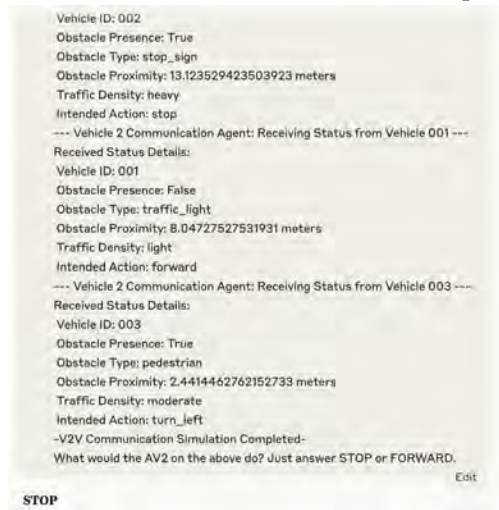 Vehicle ID: 002
Obstacle Presence: True
Obstacle Type: stop_sign
Obstacle Proximity: 13.123529423503923 meters
Traffic Density: heavy
Intended Action: stop
--- Vehicle 2 Communication Agent: Receiving Status from Vehicle 001 ---
Received Status Details:
Vehicle ID: 001
Obstacle Presence: False
Obstacle Type: traffic_light
Obstacle Proximity: 8.04727527531931 meters
Traffic Density: light
Intended Action: forward
--- Vehicle 2 Communication Agent: Receiving Status from Vehicle 003 ---
Received Status Details:
Vehicle ID: 003
Obstacle Presence: True
Obstacle Type: pedestrian
Obstacle Proximity: 2.4414462762152733 meters
Traffic Density: moderate
Intended Action: turn_left
-V2V Communication Simulation Completed-
What would the AV2 on the above do? Just answer STOP or FORWARD.
Edit
STOP